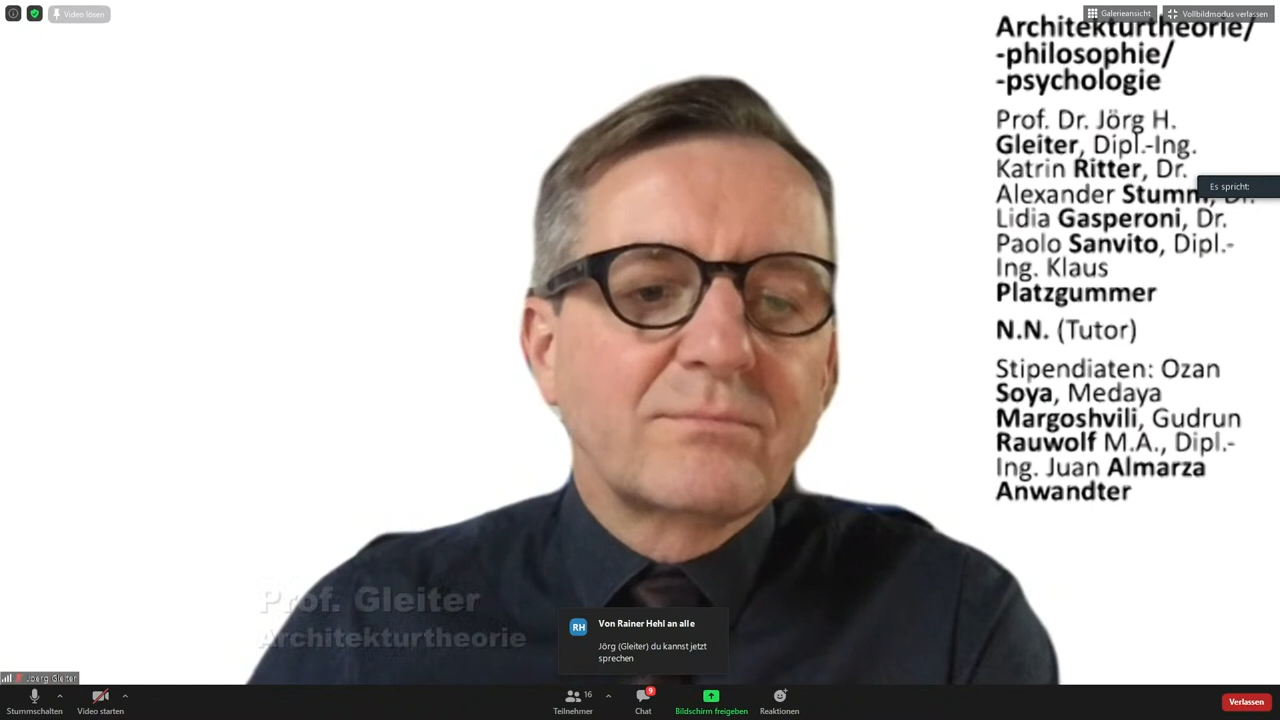 Video lösen
Galerieansicht
Vollbildmodus verlassen
Architekturtheorie/
-philosophie/
-psychologie
Prof. Dr. Jörg H.
Gleiter, Dipl.-Ing.
Katrin Ritter, Dr.
Alexander Stumm, Dr.
Es spricht:
Lidia Gasperoni, Dr.
Paolo Sanvito, Dipl.-
Ing. Klaus
Platzgummer
N.N. (Tutor)
Stipendiaten: Ozan
Soya, Medaya
Margoshvili, Gudrun
Rauwolf M.A., Dipl.-
Ing. Juan Almarza
Anwandter
Prof. Gleiter
Architekturtheorie
RH
Von Rainer Hehl an alle
Jörg (Gleiter) du kannst jetzt
sprechen
Joerg Gleiter
Stummschalten
Video starten
16
Teilnehmer
9
Chat
Bildschirm freigeben
Reaktionen
Verlassen